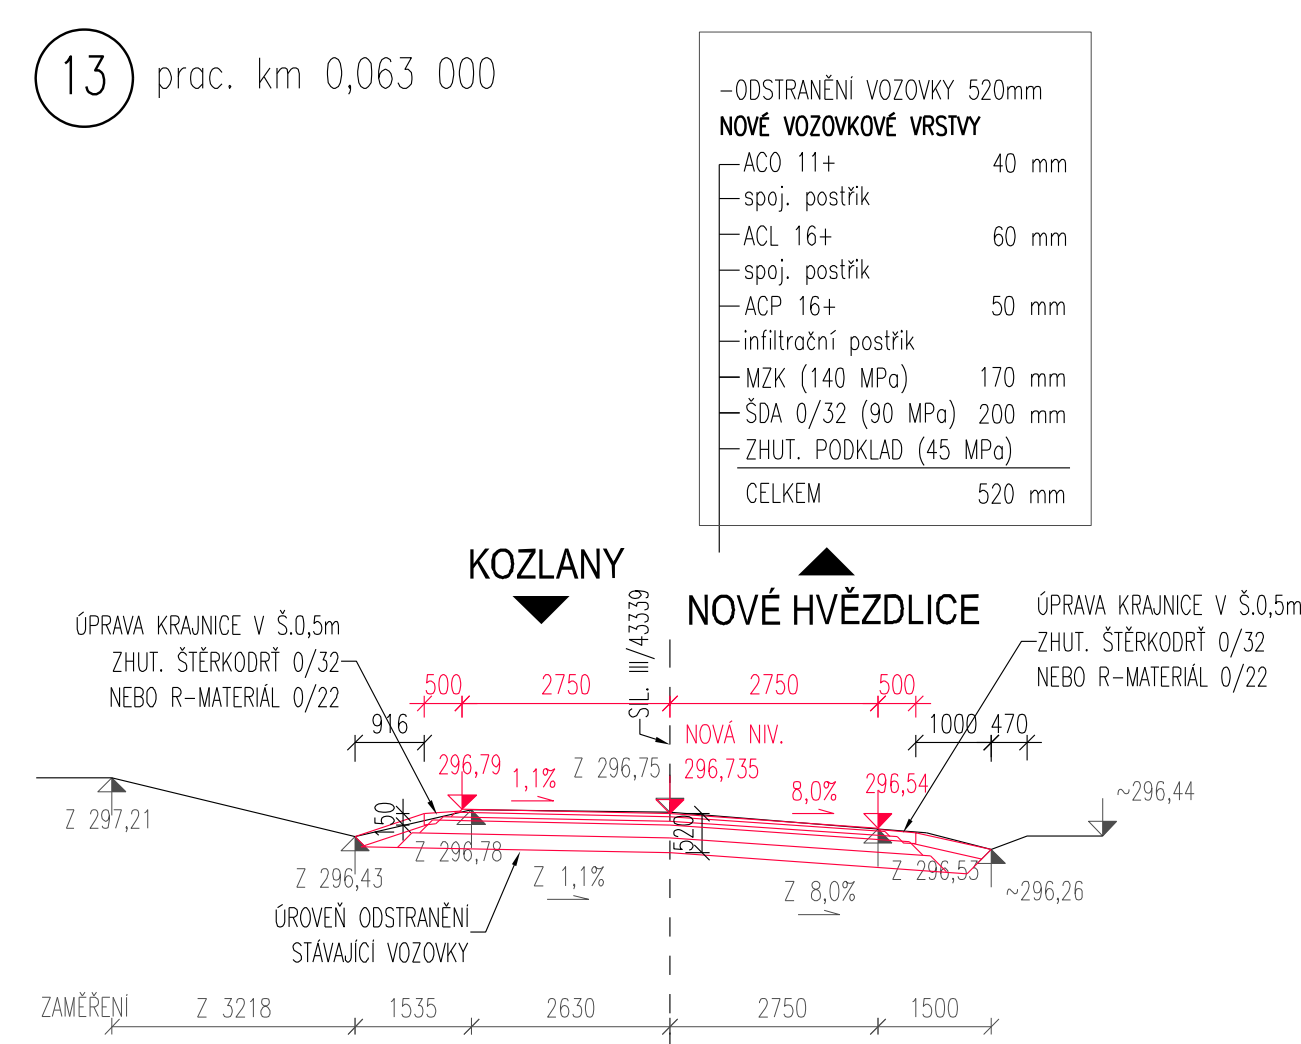 13 prac. km 0,063 000
-ODSTRANĚNÍ VOZOVKY 520mm
NOVÉ VOZOVKOVÉ VRSTVY
ACO 11+ 40 mm
spoj. postřik
ACL 16+ 60 mm
spoj. postřik
ACP 16+ 50 mm
infiltrační postřik
MZK (140 MPa) 170 mm
ŠDA 0/32 (90 MPa) 200 mm
ZHUT. PODKLAD (45 MPa)
CELKEM 520 mm
KOZLANY
NOVÉ HVĚZDLICE
SIL. III/43339
ÚPRAVA KRAJNICE V Š.0,5m
ZHUT. ŠTĚRKODRŤ 0/32
NEBO R-MATERIÁL 0/22
ÚPRAVA KRAJNICE V Š.0,5m
ZHUT. ŠTĚRKODRŤ 0/32
NEBO R-MATERIÁL 0/22
500 2750 2750 500
916 1000 470
NOVÁ NIV.
296,79 1,1% Z 296,75 296,735 8,0% 296,54 ~296,44
Z 297,21 150 520
Z 296,78 Z 296,53
Z 296,43 Z 1,1% Z 8,0% ~296,26
ÚROVEŇ ODSTRANĚNÍ
STÁVAJÍCÍ VOZOVKY
ZAMĚŘENÍ Z 3218 1535 2630 2750 1500